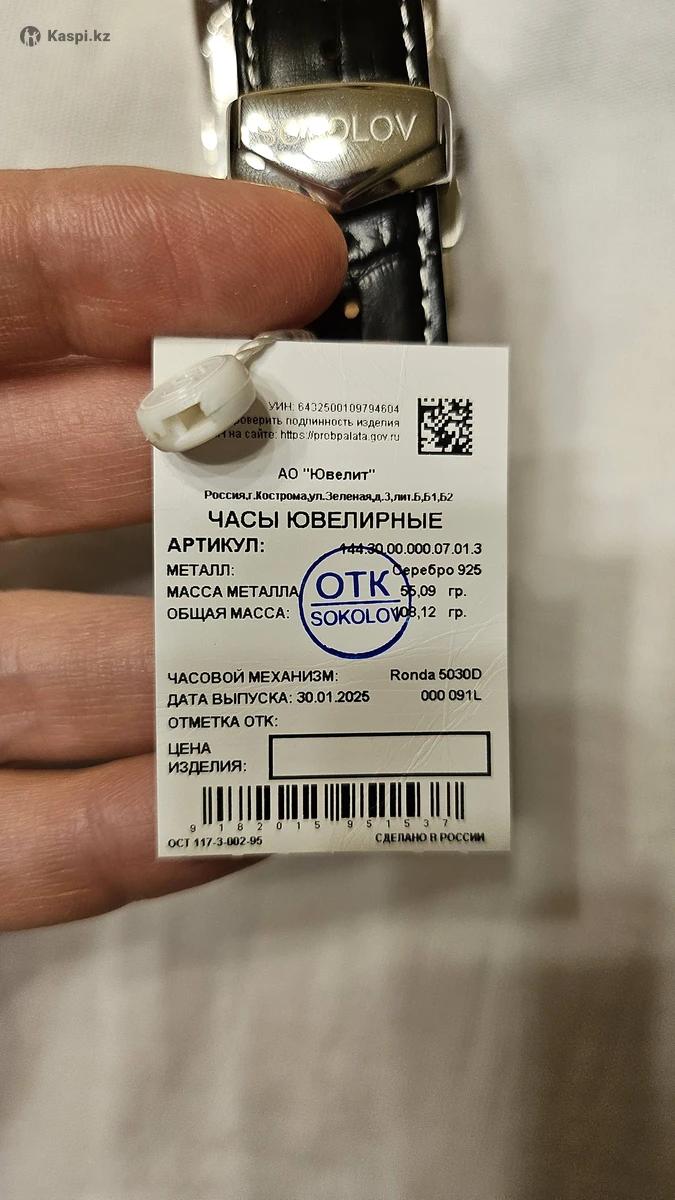 Kaspi.kz
SOKOLOV
УИН: 6432500109794604
роверить подлинность изделия
на сайте: https://probpalata.gov.ru
АО "Ювелит"
Россия,г.Кострома,ул.Зеленая,д.3,лит.Б,Б1,Б2
ЧАСЫ ЮВЕЛИРНЫЕ
АРТИКУЛ: 144.30.00.000.07.01.3
МЕТАЛЛ: Серебро 925
МАССА МЕТАЛЛА 55,09 гр.
ОБЩАЯ МАССА: 108,12 гр.
ОТК
SOKOLOV
ЧАСОВОЙ МЕХАНИЗМ: Ronda 5030D
ДАТА ВЫПУСКА: 30.01.2025 000 091L
ОТМЕТКА ОТК:
ЦЕНА
ИЗДЕЛИЯ:
9 182015 951537
ОСТ 117-3-002-95 СДЕЛАНО В РОССИИ